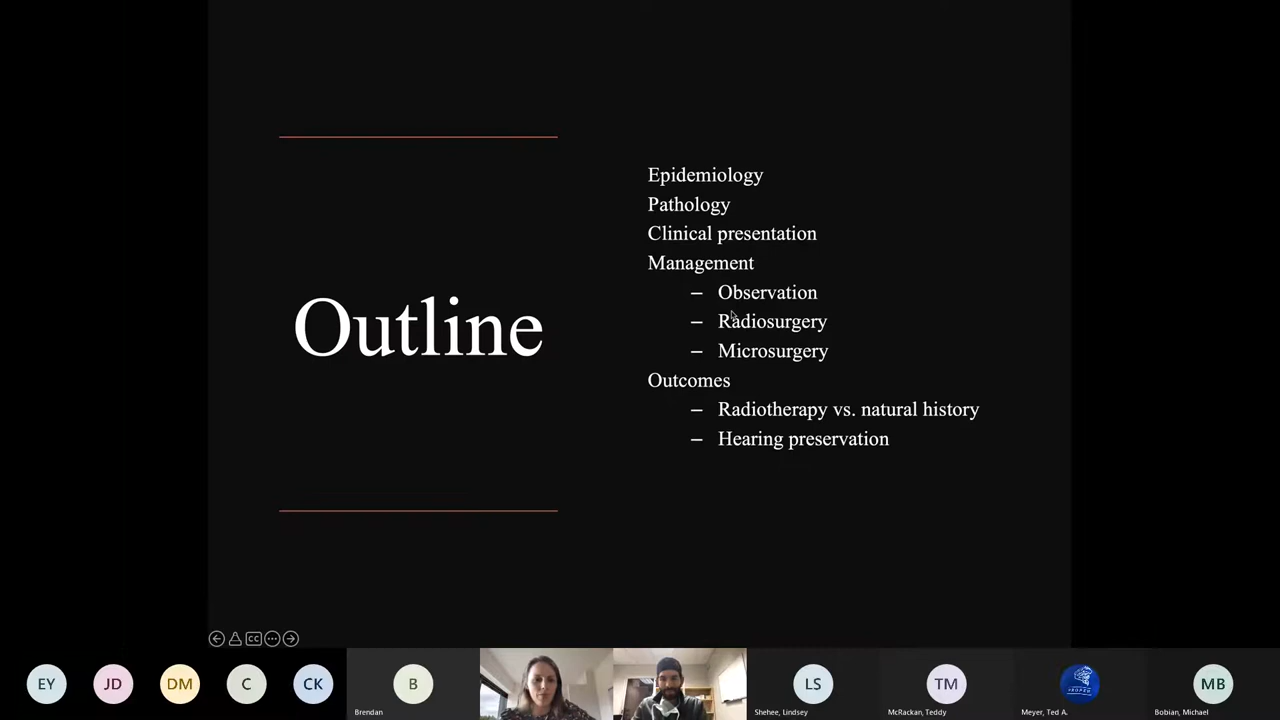 Outline
Epidemiology
Pathology
Clinical presentation
Management
– Observation
– Radiosurgery
– Microsurgery
Outcomes
– Radiotherapy vs. natural history
– Hearing preservation
CC
EY
JD
DM
C
CK
B
Brendan
LS
Shehee, Lindsey
TM
McRackan, Teddy
Meyer, Ted A.
MB
Bobian, Michael